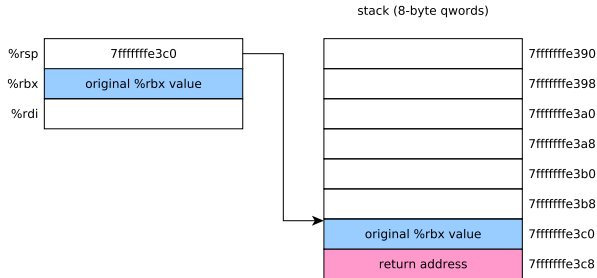 stack (8-byte qwords)
%rsp 7fffffffe3c0 7fffffffe390
%rbx original %rbx value 7fffffffe398
%rdi 7fffffffe3a0
7fffffffe3a8
7fffffffe3b0
7fffffffe3b8
original %rbx value 7fffffffe3c0
return address 7fffffffe3c8